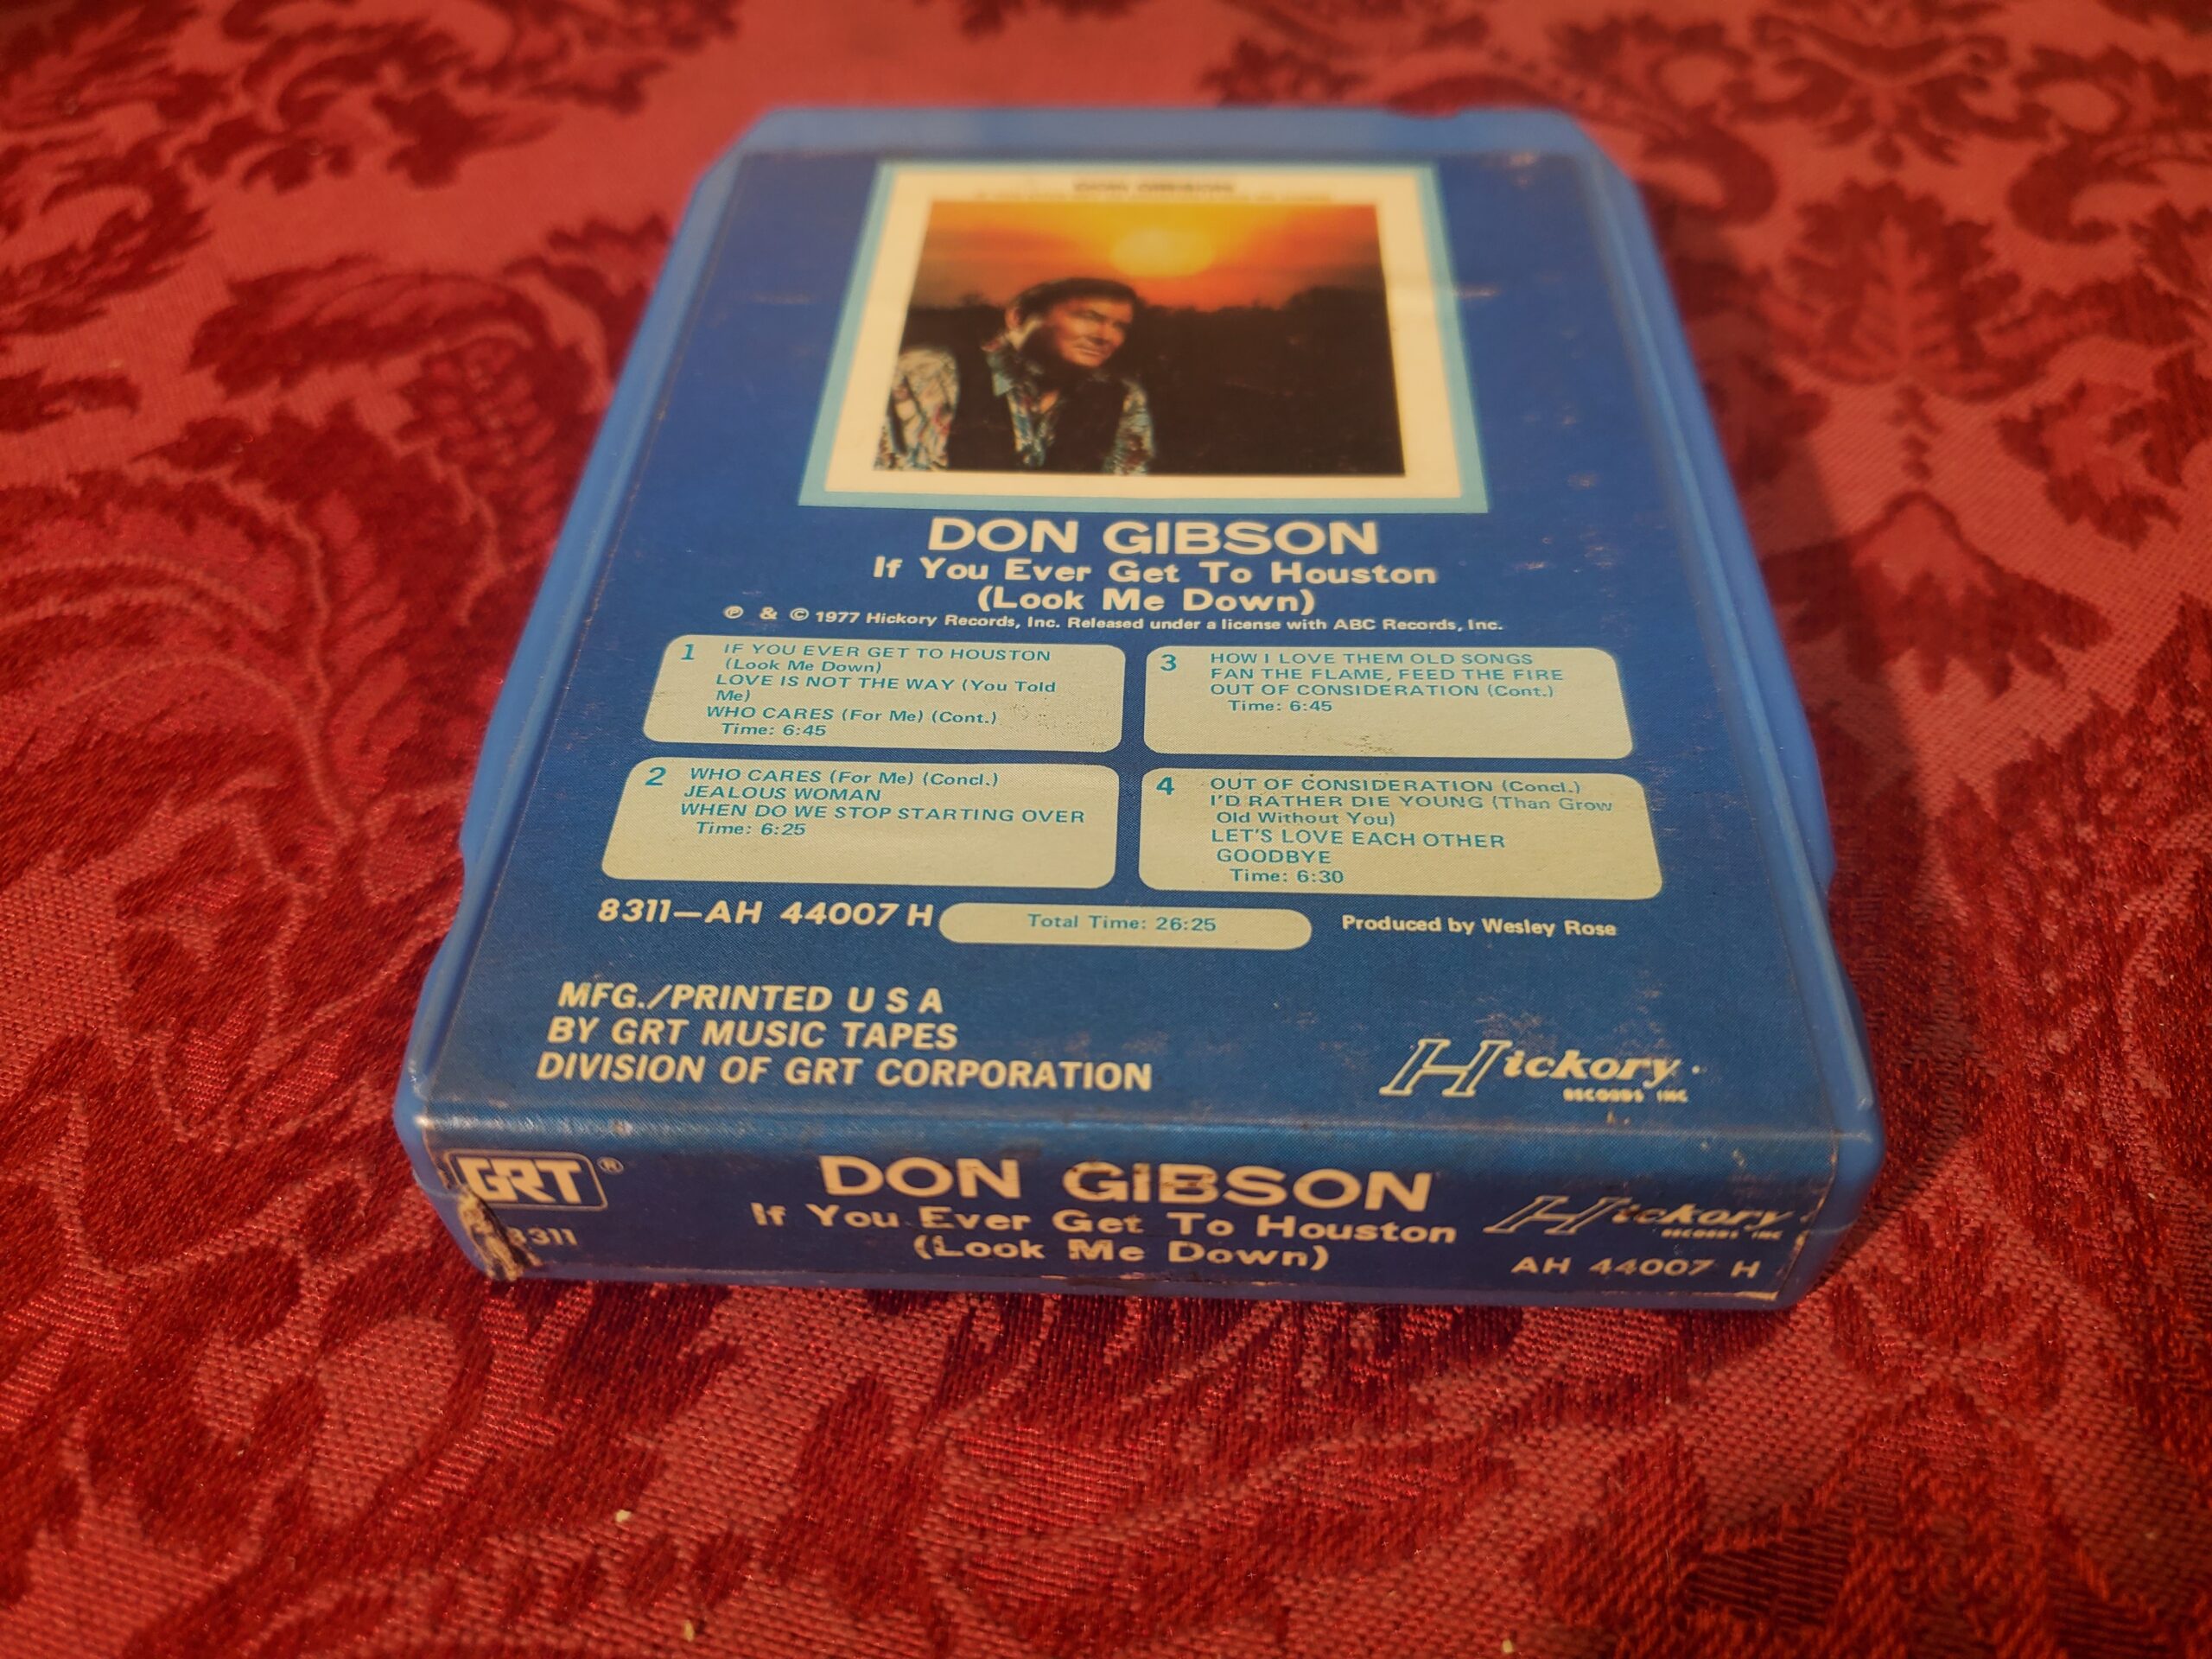 DON GIBSON
DON GIBSON
If You Ever Get To Houston
(Look Me Down)
℗ & © 1977 Hickory Records, Inc. Released under a license with ABC Records, Inc.
1 IF YOU EVER GET TO HOUSTON
(Look Me Down)
LOVE IS NOT THE WAY (You Told
Me)
WHO CARES (For Me) (Cont.)
Time: 6:45
2 WHO CARES (For Me) (Concl.)
JEALOUS WOMAN
WHEN DO WE STOP STARTING OVER
Time: 6:25
3 HOW I LOVE THEM OLD SONGS
FAN THE FLAME, FEED THE FIRE
OUT OF CONSIDERATION (Cont.)
Time: 6:45
4 OUT OF CONSIDERATION (Concl.)
I'D RATHER DIE YOUNG (Than Grow
Old Without You)
LET'S LOVE EACH OTHER
GOODBYE
Time: 6:30
8311—AH 44007 H
Total Time: 26:25
Produced by Wesley Rose
MFG./PRINTED U S A
BY GRT MUSIC TAPES
DIVISION OF GRT CORPORATION
Hickory
RECORDS INC
GRT®
8311
DON GIBSON
If You Ever Get To Houston
(Look Me Down)
Hickory
RECORDS INC
AH 44007 H